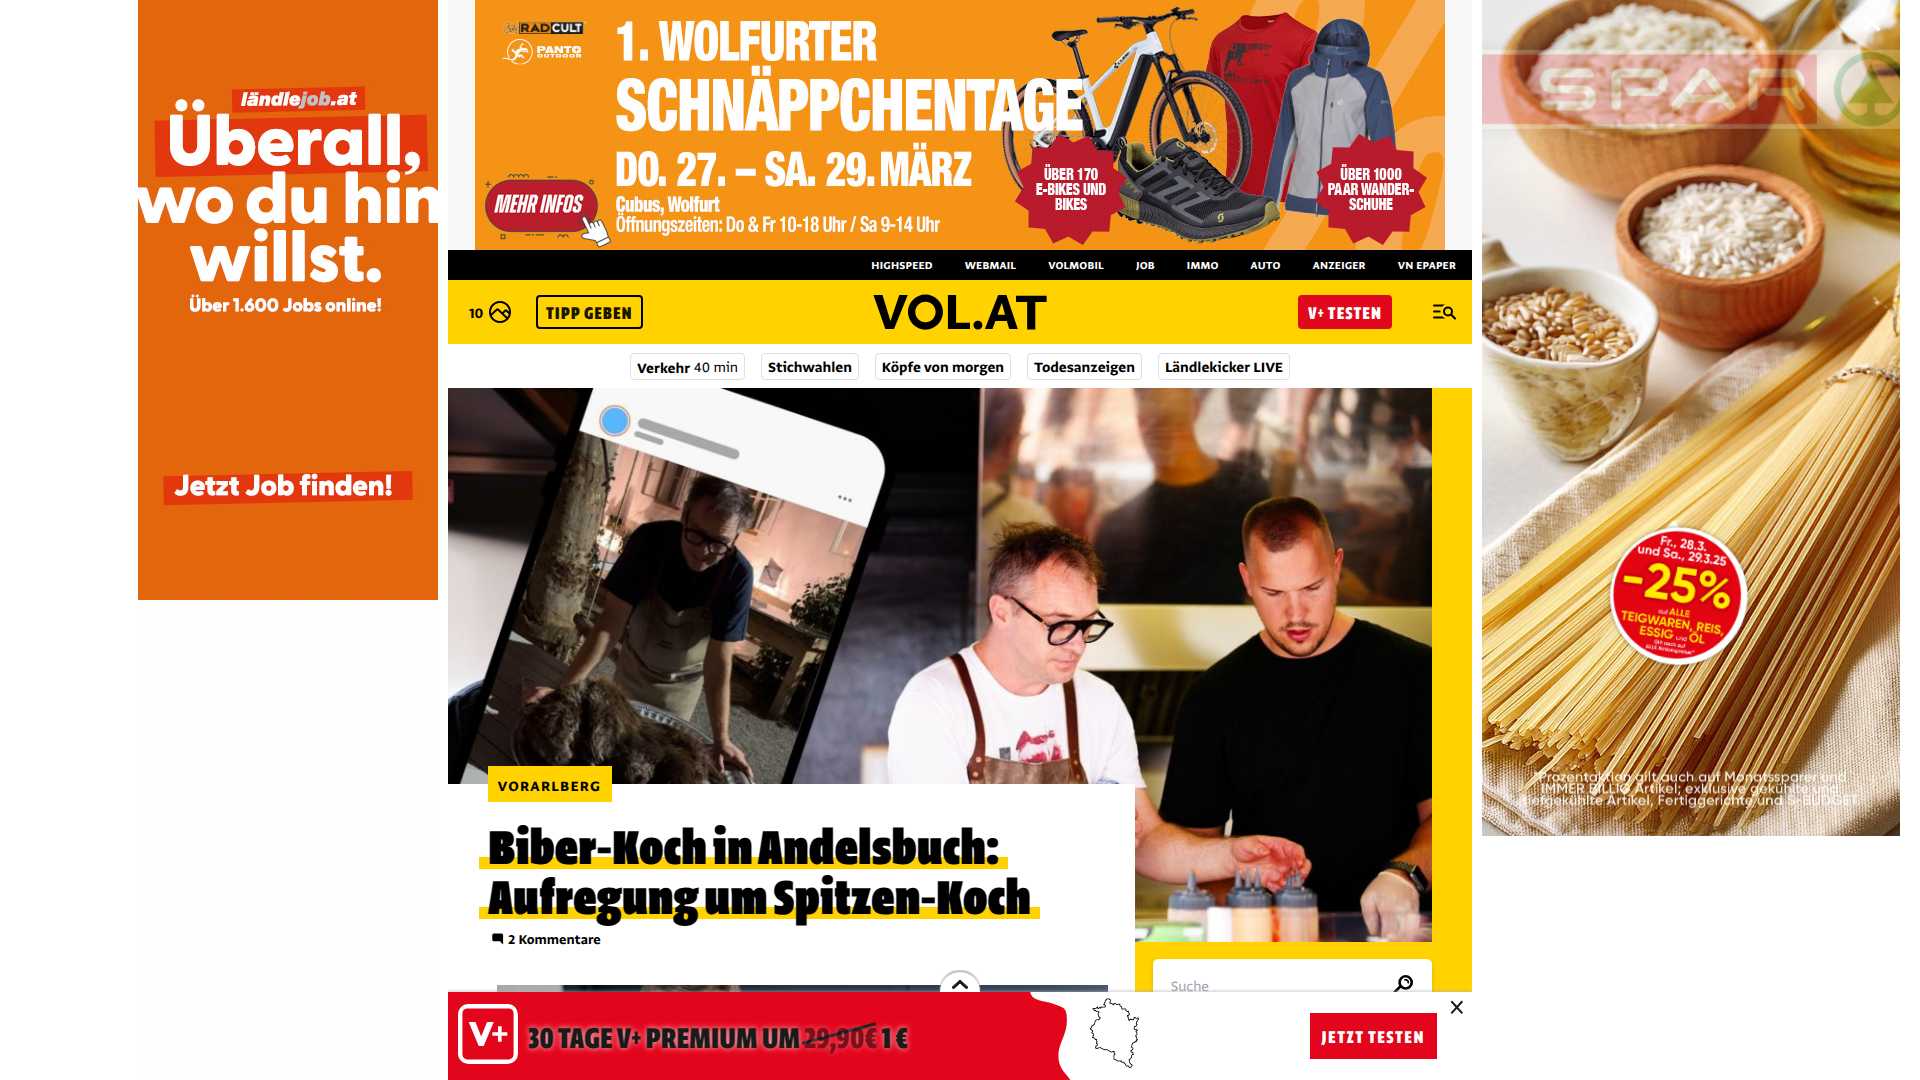 ländlejob.at
Überall,
wo du hin
willst.
Über 1.600 Jobs online!
Jetzt Job finden!
RADCULT
PANTO
OUTDOOR
1. WOLFURTER
SCHNÄPPCHENTAGE
DO. 27. – SA. 29. MÄRZ
Cubus, Wolfurt
Öffnungszeiten: Do & Fr 10-18 Uhr / Sa 9-14 Uhr
MEHR INFOS
ÜBER 170
E-BIKES UND
BIKES
ÜBER 1000
PAAR WANDER-
SCHUHE
HIGHSPEED WEBMAIL VOLMOBIL JOB IMMO AUTO ANZEIGER VN EPAPER
10 TIPP GEBEN VOL.AT V+ TESTEN
Verkehr 40 min Stichwahlen Köpfe von morgen Todesanzeigen Ländlekicker LIVE
VORARLBERG
Biber-Koch in Andelsbuch:
Aufregung um Spitzen-Koch
2 Kommentare
Suche
V+ 30 TAGE V+ PREMIUM UM 29,90€ 1 €
JETZT TESTEN
X
SPAR
Fr., 28.3.
und Sa., 29.3.25
-25%
auf ALLE
TEIGWAREN, REIS,
ESSIG und ÖL
Gilt auch auf
ALLE Aktionspreise*
*Prozentaktion gilt auch auf Monatssparer und
IMMER BILLIG Artikel; exklusive gekühlte und
tiefgekühlte Artikel, Fertiggerichte und S-BUDGET